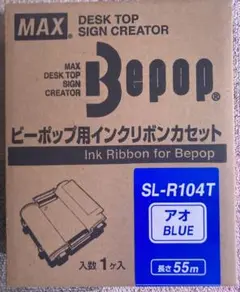 MAX
DESK TOP
SIGN CREATOR
MAX
DESK TOP
SIGN
CREATOR
Bepop®
ビーポップ用インクリボンカセット
Ink Ribbon for Bepop
SL-R104T
アオ
BLUE
入数1ヶ入
長さ55m